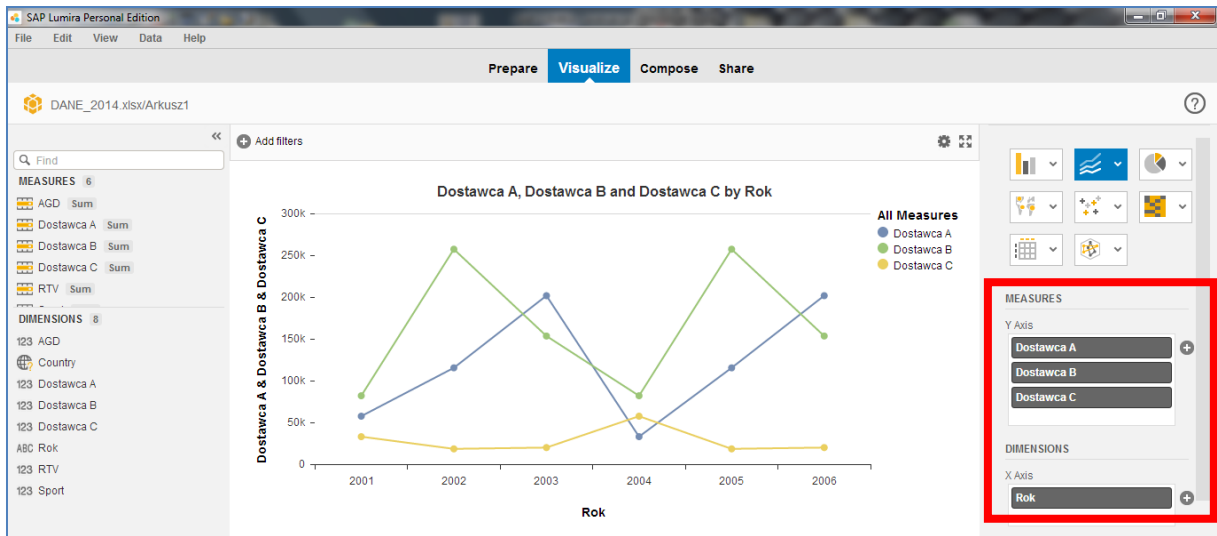 SAP Lumira Personal Edition
File Edit View Data Help
Prepare Visualize Compose Share
DANE_2014.xlsx/Arkusz1
?
«
Find
MEASURES 6
AGD Sum
Dostawca A Sum
Dostawca B Sum
Dostawca C Sum
RTV Sum
DIMENSIONS 8
123 AGD
Country
123 Dostawca A
123 Dostawca B
123 Dostawca C
ABC Rok
123 RTV
123 Sport
Add filters
Dostawca A, Dostawca B and Dostawca C by Rok
Dostawca A & Dostawca B & Dostawca C
300k
250k
200k
150k
100k
50k
0
2001 2002 2003 2004 2005 2006
Rok
All Measures
Dostawca A
Dostawca B
Dostawca C
MEASURES
Y Axis
Dostawca A
Dostawca B
Dostawca C
DIMENSIONS
X Axis
Rok